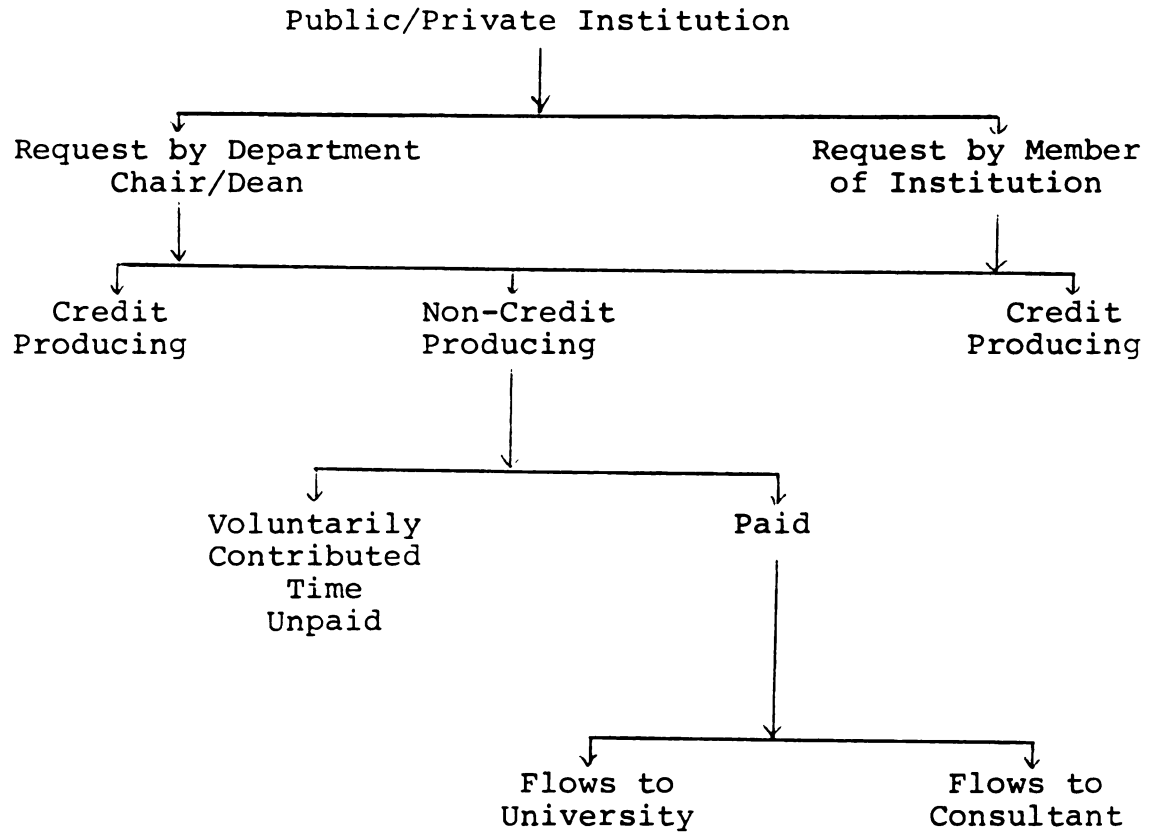 Public/Private Institution
Request by Department
Chair/Dean
Request by Member
of Institution
Credit
Producing
Non-Credit
Producing
Credit
Producing
Voluntarily
Contributed
Time
Unpaid
Paid
Flows to
University
Flows to
Consultant